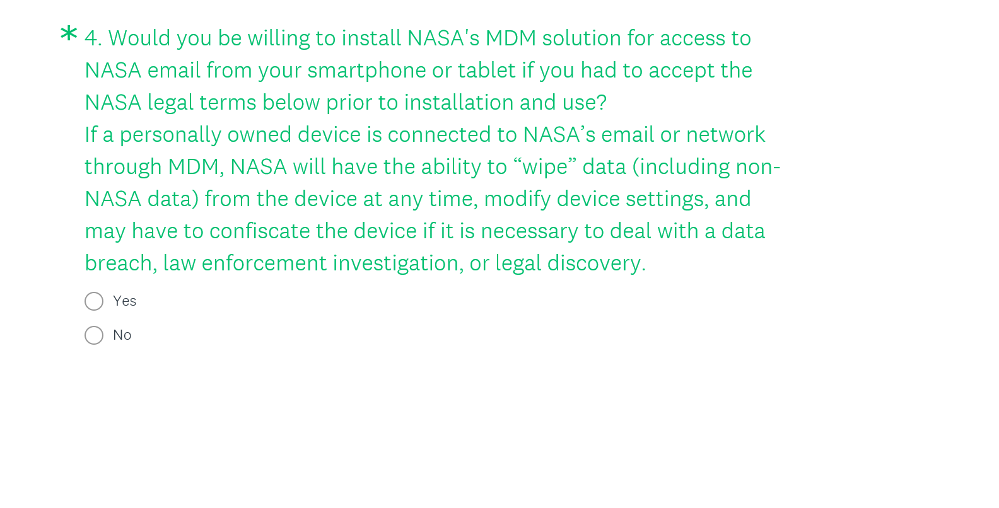 * 4. Would you be willing to install NASA's MDM solution for access to
NASA email from your smartphone or tablet if you had to accept the
NASA legal terms below prior to installation and use?
If a personally owned device is connected to NASA’s email or network
through MDM, NASA will have the ability to “wipe” data (including non-
NASA data) from the device at any time, modify device settings, and
may have to confiscate the device if it is necessary to deal with a data
breach, law enforcement investigation, or legal discovery.
Yes
No